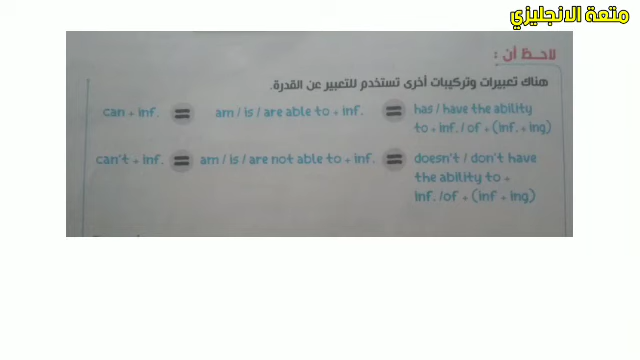 متعة الانجليزي
لاحظ أن :
هناك تعبيرات وتركيبات أخرى تستخدم للتعبير عن القدرة.
can + inf. = am / is / are able to + inf. = has / have the ability
to + inf. / of + (inf. + ing)
can't + inf. = am / is / are not able to + inf. = doesn't / don't have
the ability to +
inf. /of + (inf + ing)